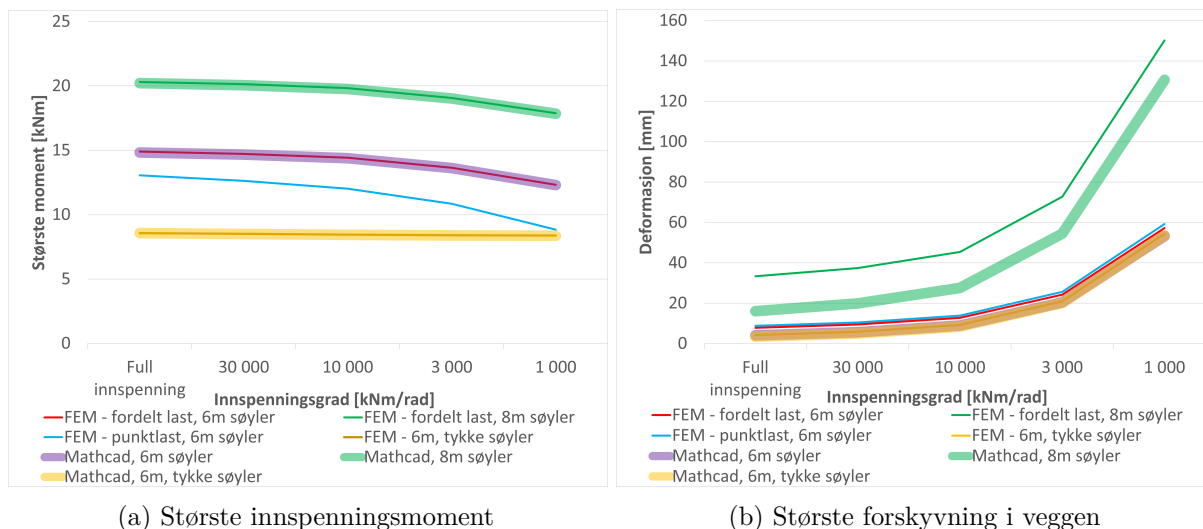 25
20
15
10
5
0
Største moment [kNm]
Full innspenning
30 000
10 000
3 000
1 000
Innspenningsgrad [kNm/rad]
FEM - fordelt last, 6m søyler
FEM - fordelt last, 8m søyler
FEM - punktlast, 6m søyler
FEM - 6m, tykke søyler
Mathcad, 6m søyler
Mathcad, 8m søyler
Mathcad, 6m, tykke søyler
(a) Største innspenningsmoment
160
140
120
100
80
60
40
20
0
Deformasjon [mm]
Full innspenning
30 000
10 000
3 000
1 000
Innspenningsgrad [kNm/rad]
FEM - fordelt last, 6m søyler
FEM - fordelt last, 8m søyler
FEM - punktlast, 6m søyler
FEM - 6m, tykke søyler
Mathcad, 6m søyler
Mathcad, 8m søyler
Mathcad, 6m, tykke søyler
(b) Største forskyvning i veggen